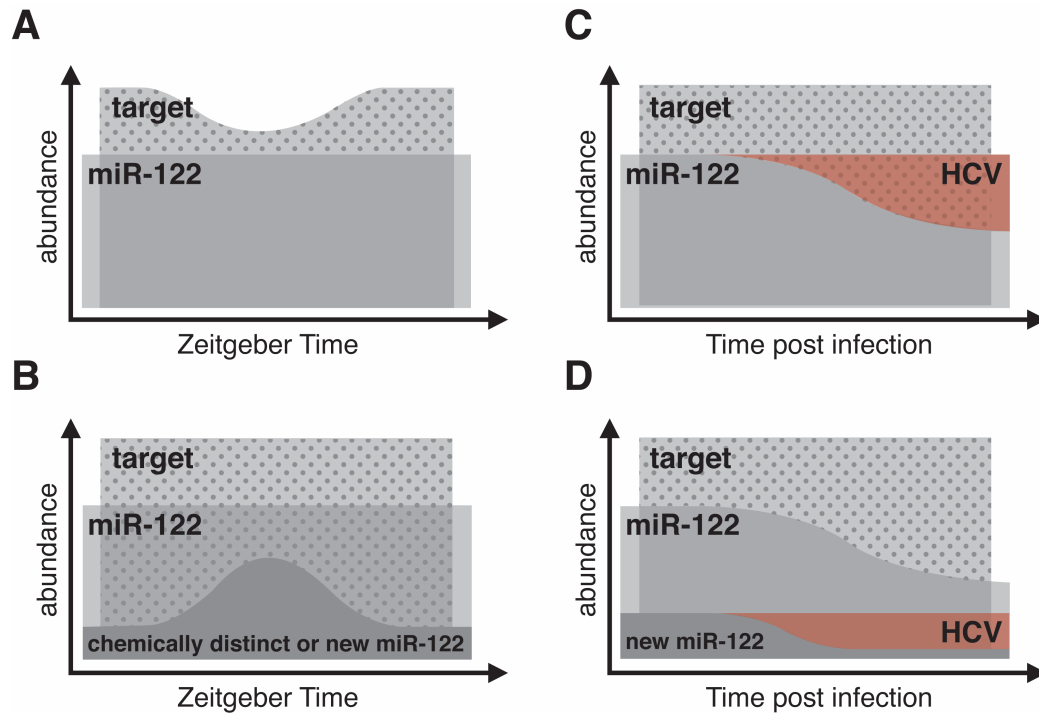 A
abundance
target
miR-122
Zeitgeber Time
B
abundance
target
miR-122
chemically distinct or new miR-122
Zeitgeber Time
C
abundance
target
miR-122
HCV
Time post infection
D
abundance
target
miR-122
new miR-122
HCV
Time post infection